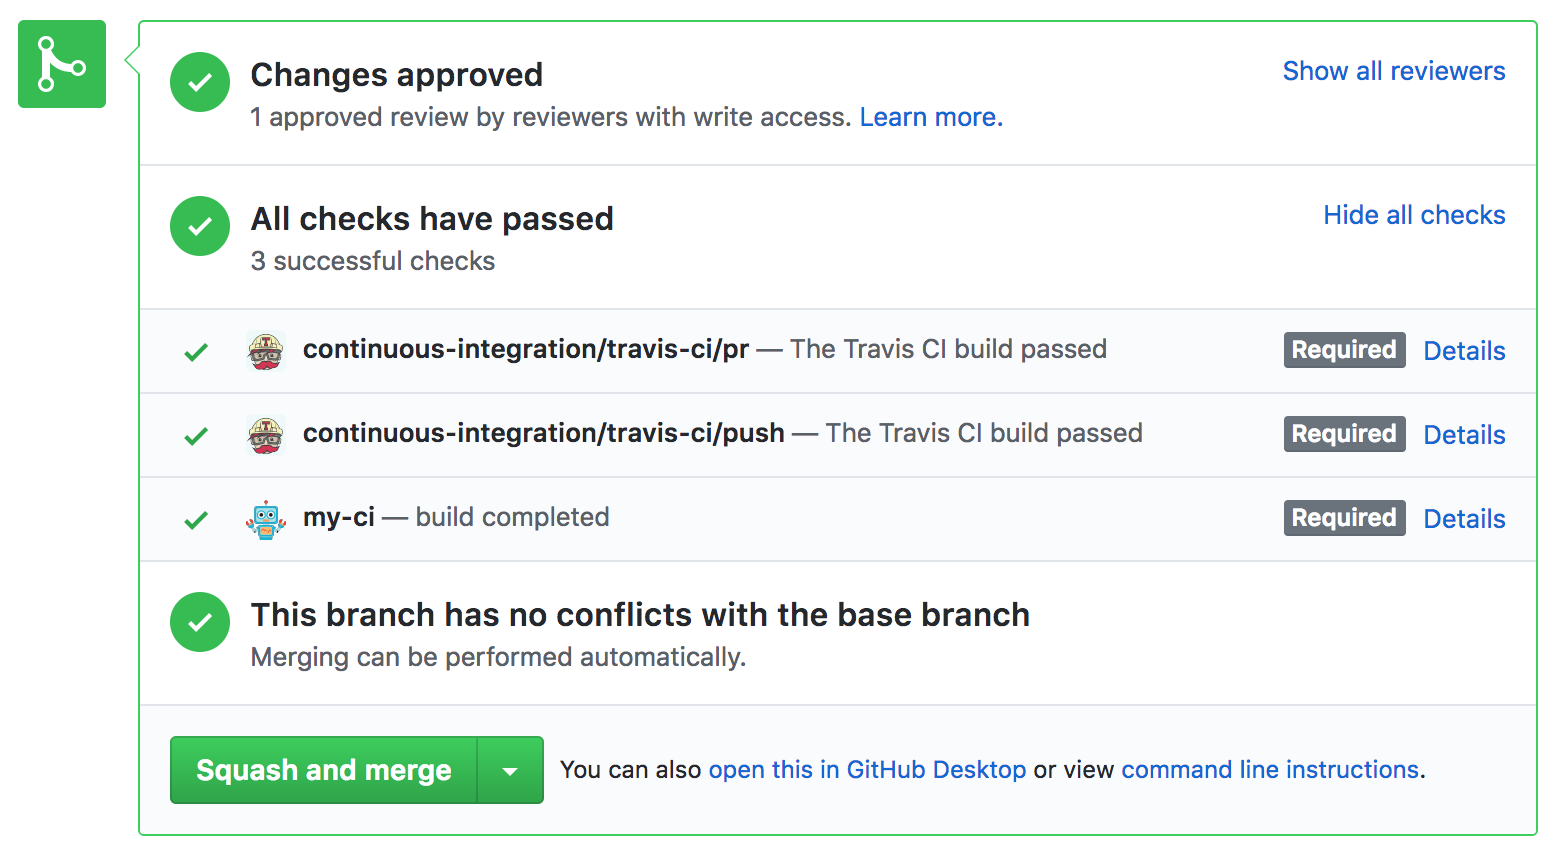 Changes approved
Show all reviewers
1 approved review by reviewers with write access. Learn more.
All checks have passed
Hide all checks
3 successful checks
continuous-integration/travis-ci/pr — The Travis CI build passed Required Details
continuous-integration/travis-ci/push — The Travis CI build passed Required Details
my-ci — build completed Required Details
This branch has no conflicts with the base branch
Merging can be performed automatically.
Squash and merge You can also open this in GitHub Desktop or view command line instructions.